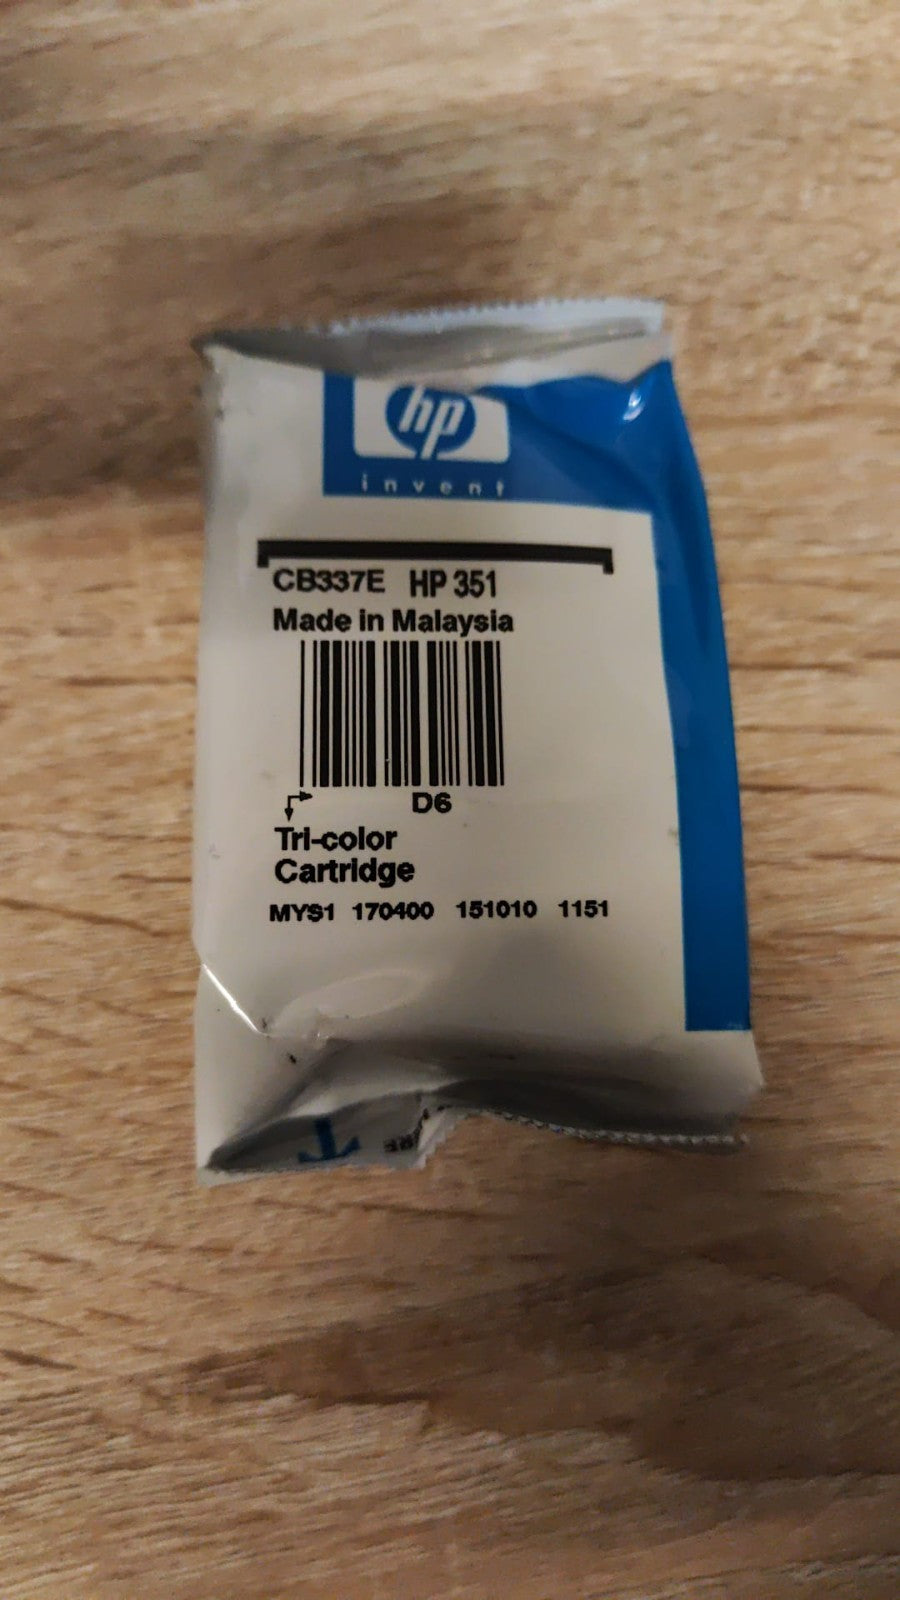 hp
invent
CB337E HP 351
Made in Malaysia
D6
Tri-color
Cartridge
MYS1 170400 151010 1151